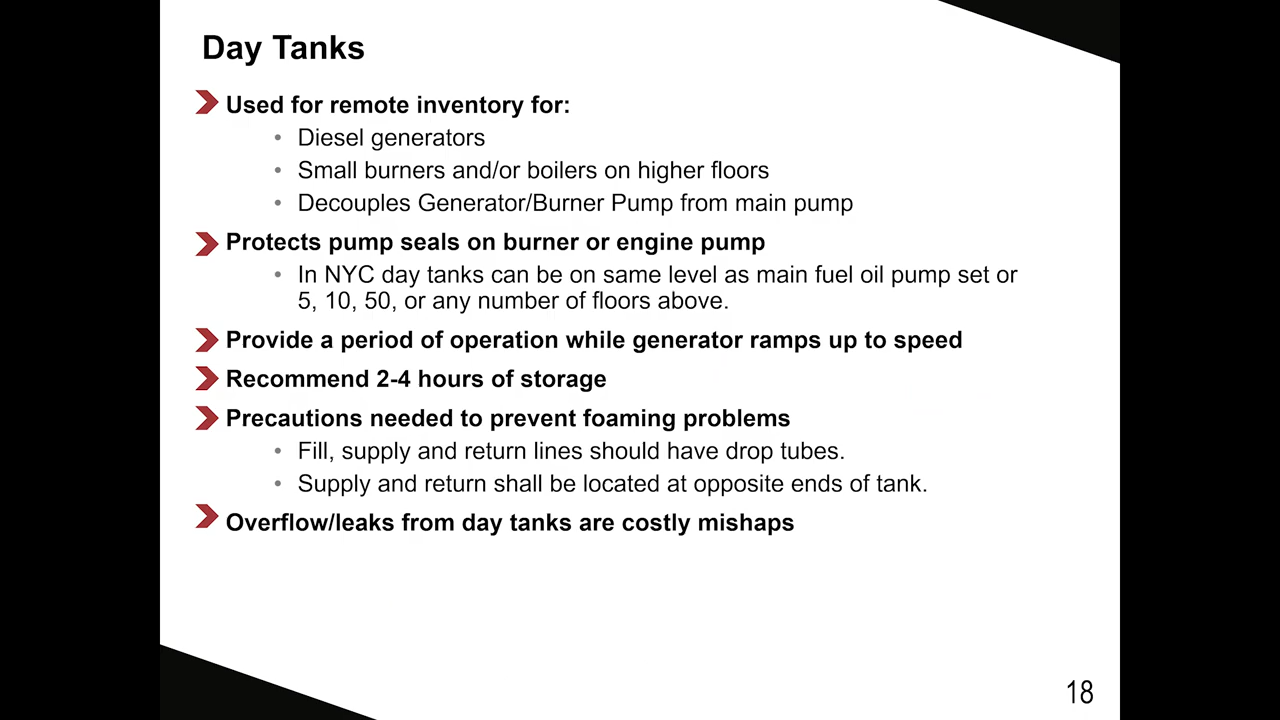 Day Tanks
Used for remote inventory for:
• Diesel generators
• Small burners and/or boilers on higher floors
• Decouples Generator/Burner Pump from main pump
Protects pump seals on burner or engine pump
• In NYC day tanks can be on same level as main fuel oil pump set or
5, 10, 50, or any number of floors above.
Provide a period of operation while generator ramps up to speed
Recommend 2-4 hours of storage
Precautions needed to prevent foaming problems
• Fill, supply and return lines should have drop tubes.
• Supply and return shall be located at opposite ends of tank.
Overflow/leaks from day tanks are costly mishaps
18